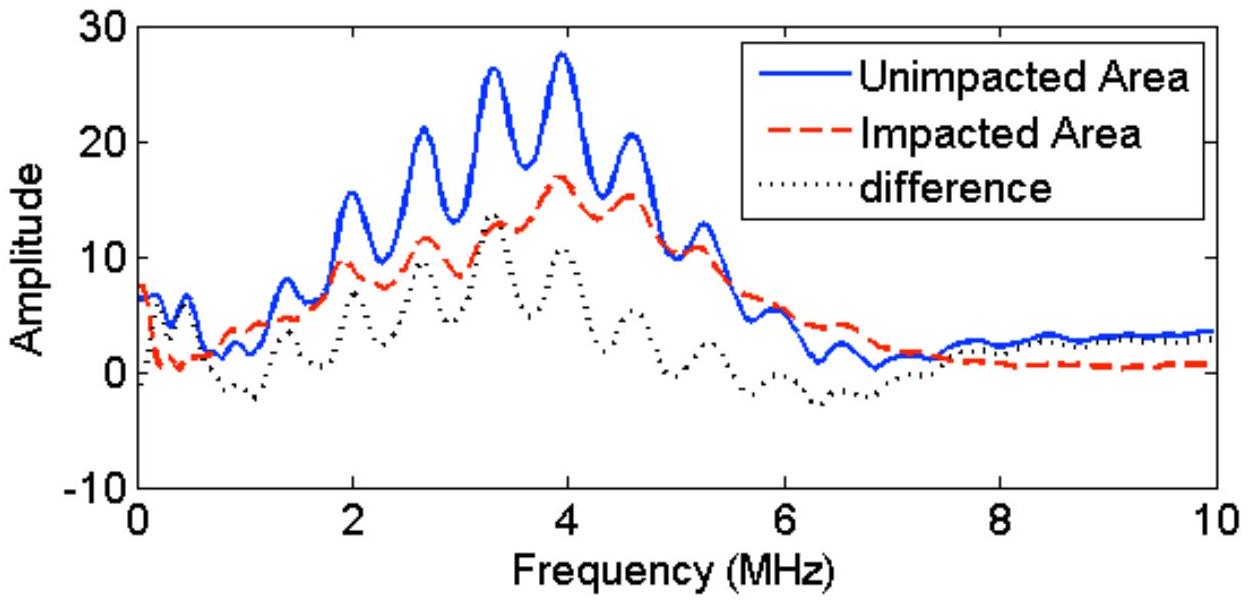 30
20
10
0
-10
Amplitude
0 2 4 6 8 10
Frequency (MHz)
Unimpacted Area
Impacted Area
difference